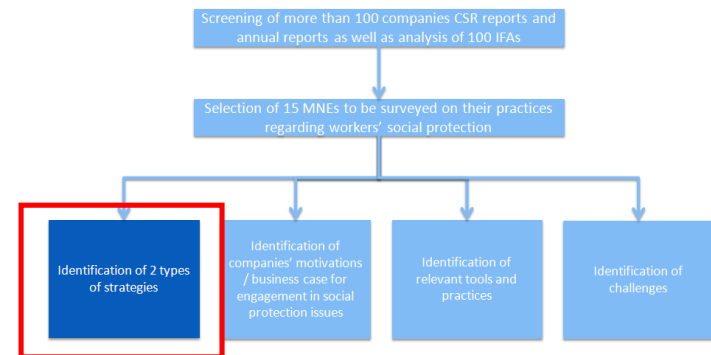 Screening of more than 100 companies CSR reports and
annual reports as well as analysis of 100 IFAs
Selection of 15 MNEs to be surveyed on their practices
regarding workers' social protection
Identification of 2 types
of strategies
Identification of
companies' motivations
/ business case for
engagement in social
protection issues
Identification of
relevant tools and
practices
Identification of
challenges